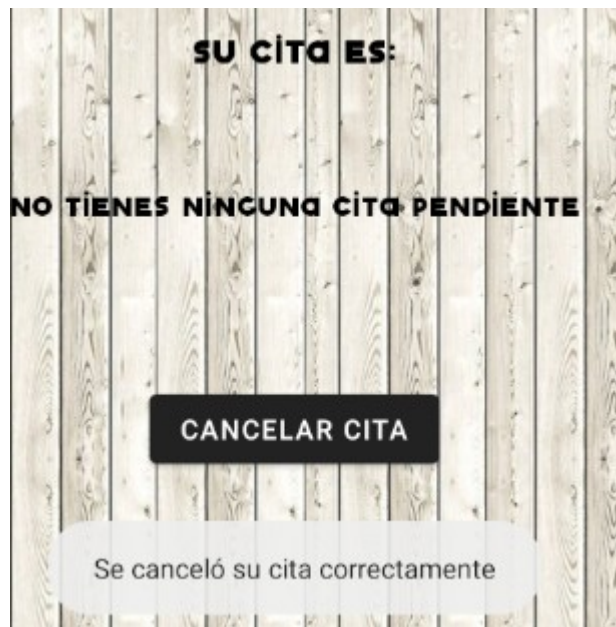 SU CITA ES:
NO TIENES NINGUNA CITA PENDIENTE
CANCELAR CITA
Se canceló su cita correctamente